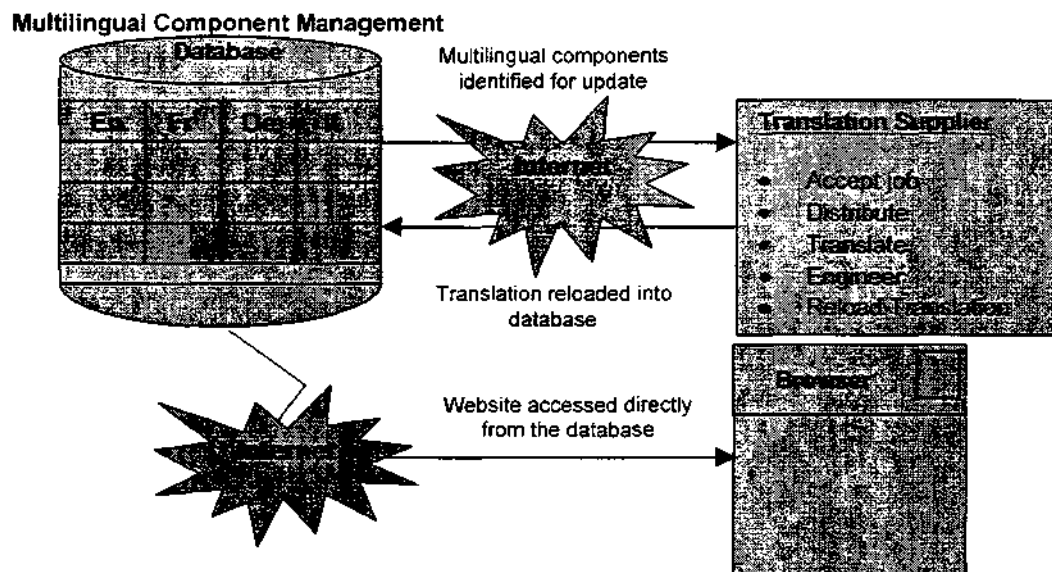 Multilingual Component Management
Database
Multilingual components
identified for update
En Fr
Internet
Translation Supplier
• Accept job
• Distribute
• Translate
• Engineer
• Reload Translation
Translation reloaded into
database
Browser
Website accessed directly
from the database
Internet